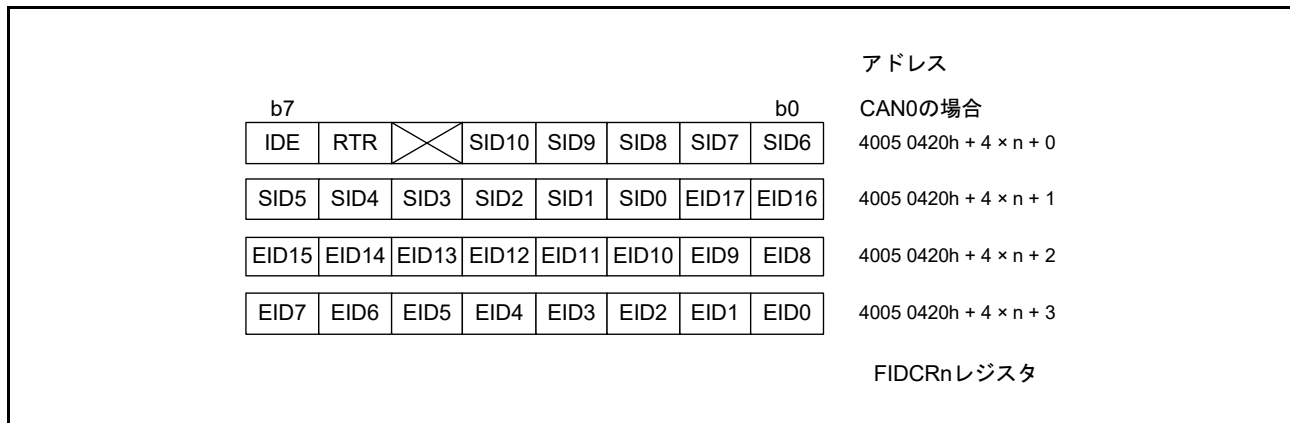 アドレス
b7 b0 CAN0の場合
IDE RTR SID10 SID9 SID8 SID7 SID6 4005 0420h + 4 × n + 0
SID5 SID4 SID3 SID2 SID1 SID0 EID17 EID16 4005 0420h + 4 × n + 1
EID15 EID14 EID13 EID12 EID11 EID10 EID9 EID8 4005 0420h + 4 × n + 2
EID7 EID6 EID5 EID4 EID3 EID2 EID1 EID0 4005 0420h + 4 × n + 3
FIDCRnレジスタ